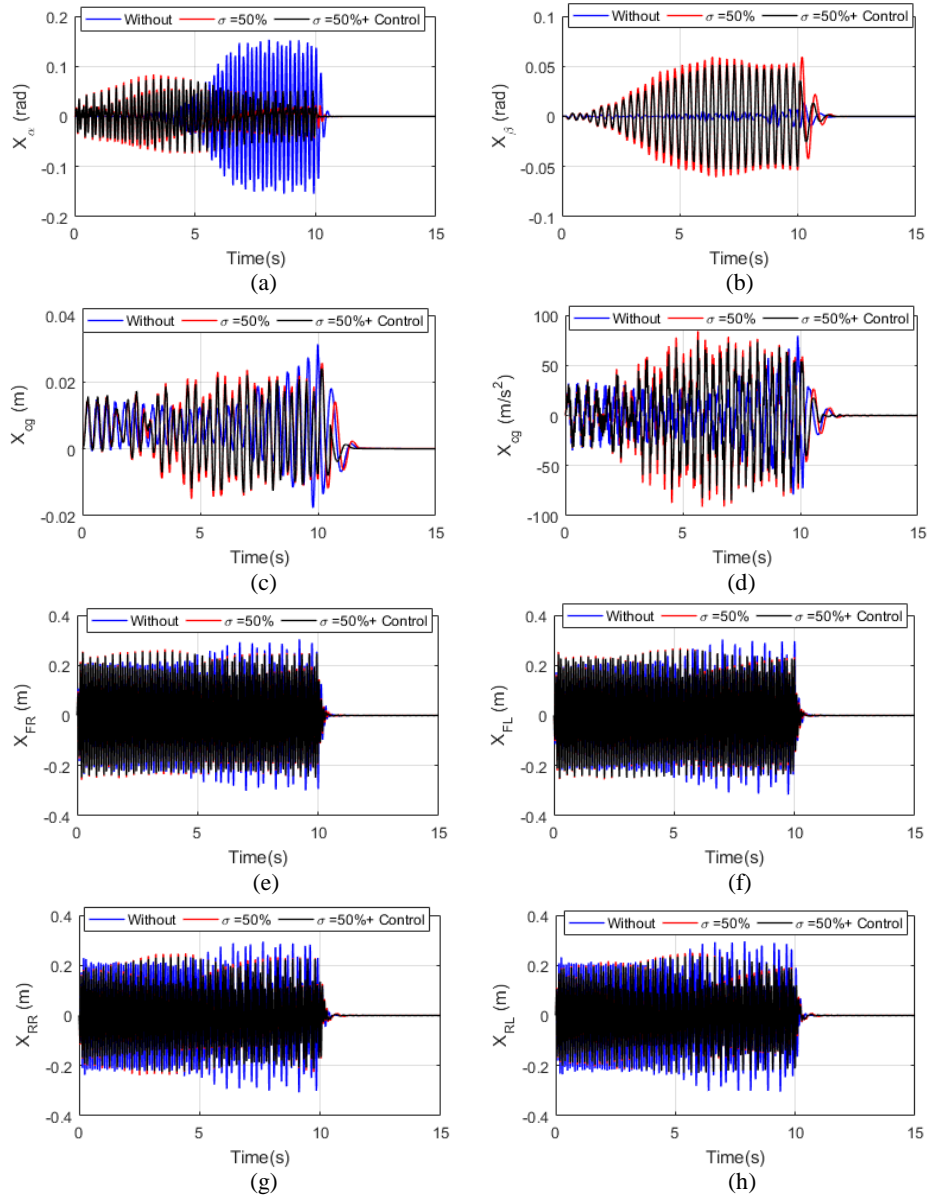 Without σ =50% σ =50%+ Control
0.2
0.1
0
-0.1
-0.2
X_α (rad)
0 5 10 15
Time(s)
(a)
Without σ =50% σ =50%+ Control
0.1
0.05
0
-0.05
-0.1
X_β (rad)
0 5 10 15
Time(s)
(b)
Without σ =50% σ =50%+ Control
0.04
0.02
0
-0.02
X_cg (m)
0 5 10 15
Time(s)
(c)
Without σ =50% σ =50%+ Control
100
50
0
-50
-100
X_cg (m/s²)
0 5 10 15
Time(s)
(d)
Without σ =50% σ =50%+ Control
0.4
0.2
0
-0.2
-0.4
X_FR (m)
0 5 10 15
Time(s)
(e)
Without σ =50% σ =50%+ Control
0.4
0.2
0
-0.2
-0.4
X_FL (m)
0 5 10 15
Time(s)
(f)
Without σ =50% σ =50%+ Control
0.4
0.2
0
-0.2
-0.4
X_RR (m)
0 5 10 15
Time(s)
(g)
Without σ =50% σ =50%+ Control
0.4
0.2
0
-0.2
-0.4
X_RL (m)
0 5 10 15
Time(s)
(h)